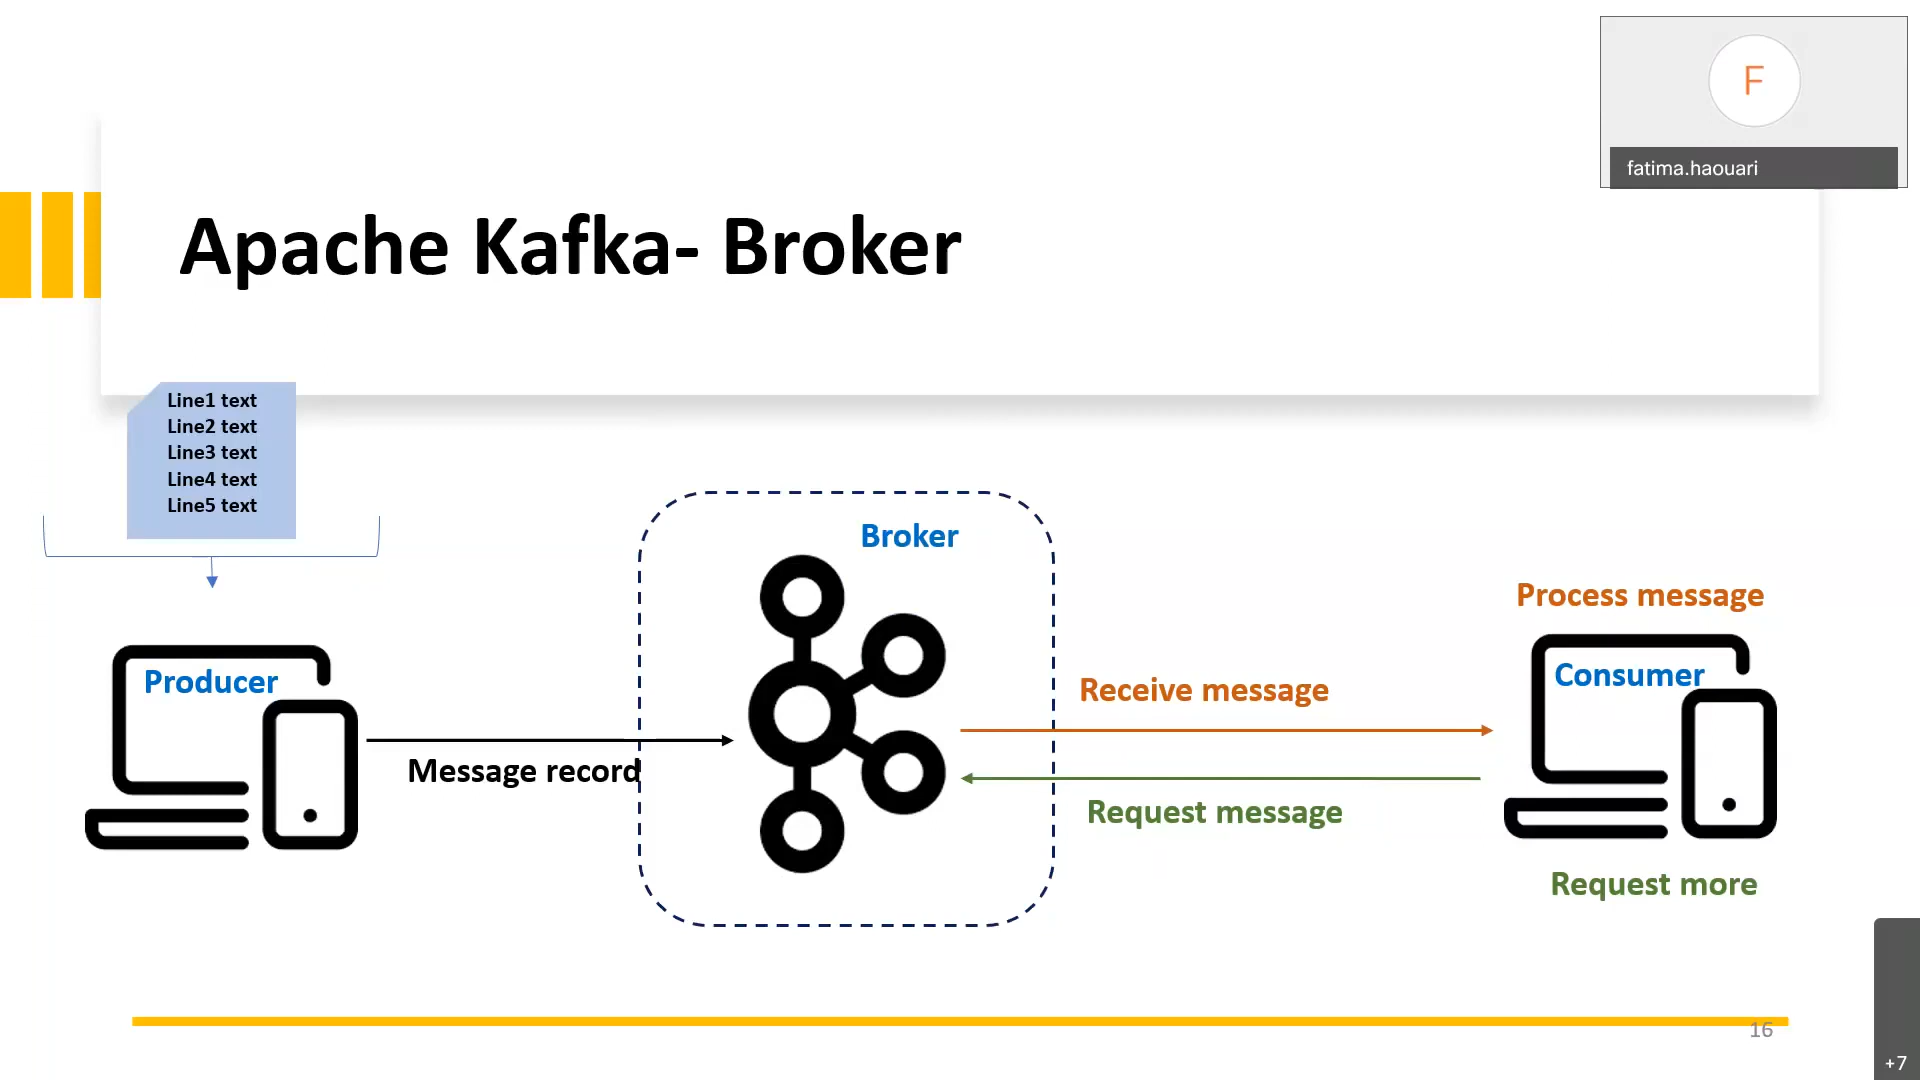 F
fatima.haouari
Apache Kafka- Broker
Line1 text
Line2 text
Line3 text
Line4 text
Line5 text
Broker
Process message
Producer
Consumer
Receive message
Message record
Request message
Request more
16
+7